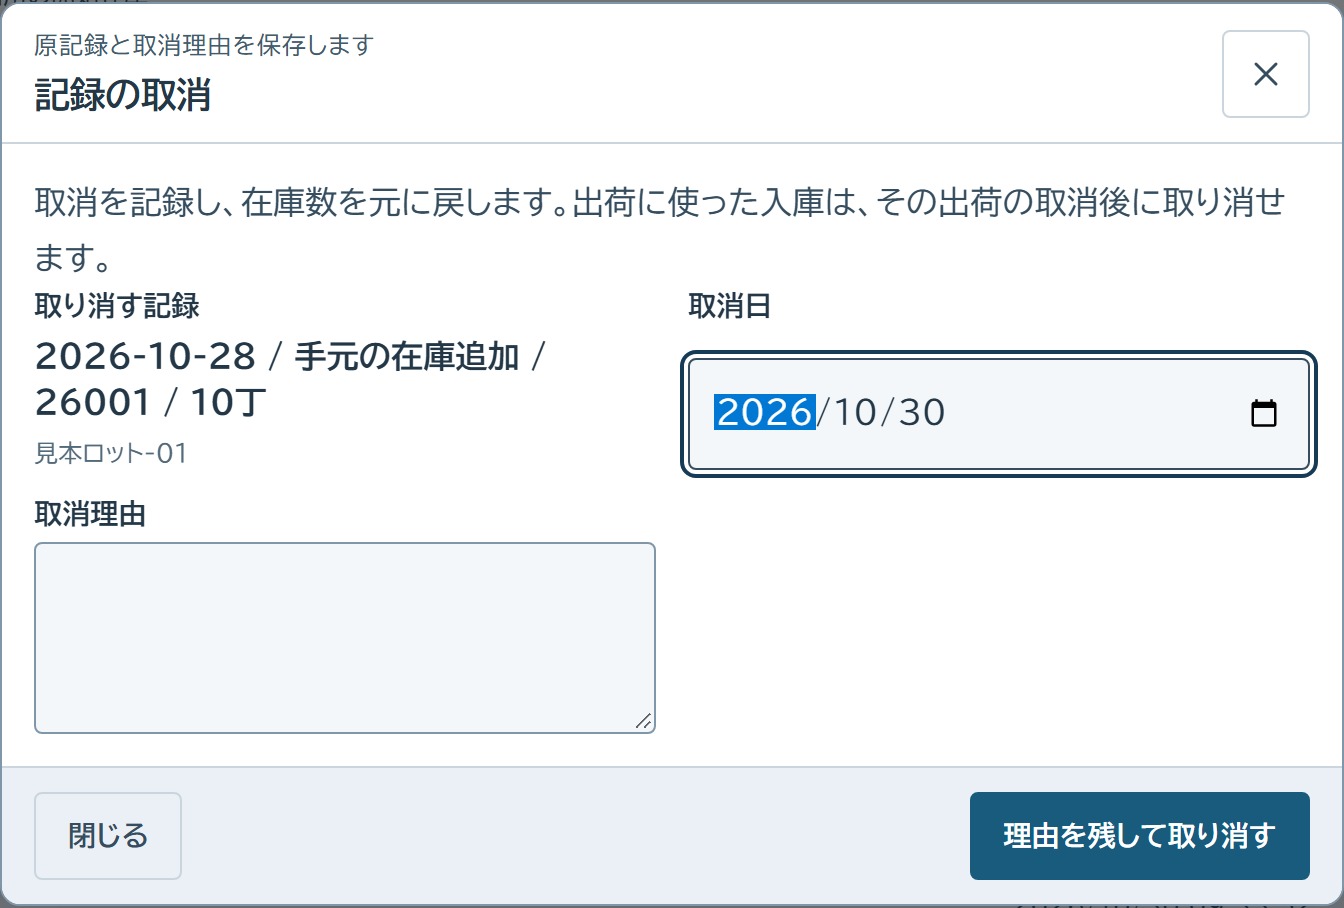 原記録と取消理由を保存します
記録の取消
取消を記録し、在庫数を元に戻します。出荷に使った入庫は、その出荷の取消後に取り消せ
ます。
取り消す記録
2026-10-28 / 手元の在庫追加 /
26001 / 10丁
見本ロット-01
取消日
2026/10/30
取消理由
閉じる
理由を残して取り消す